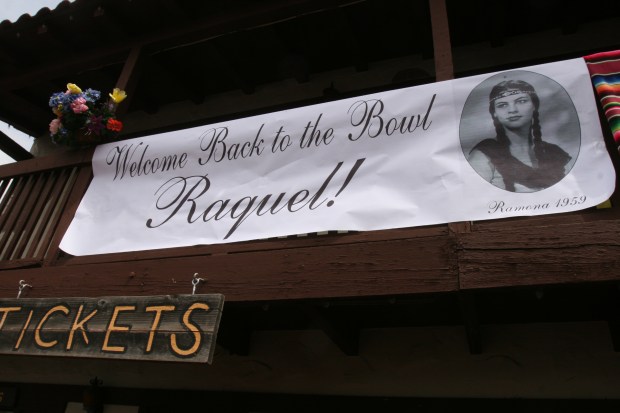 Welcome Back to the Bowl
Raquel!
Ramona 1959
TICKETS